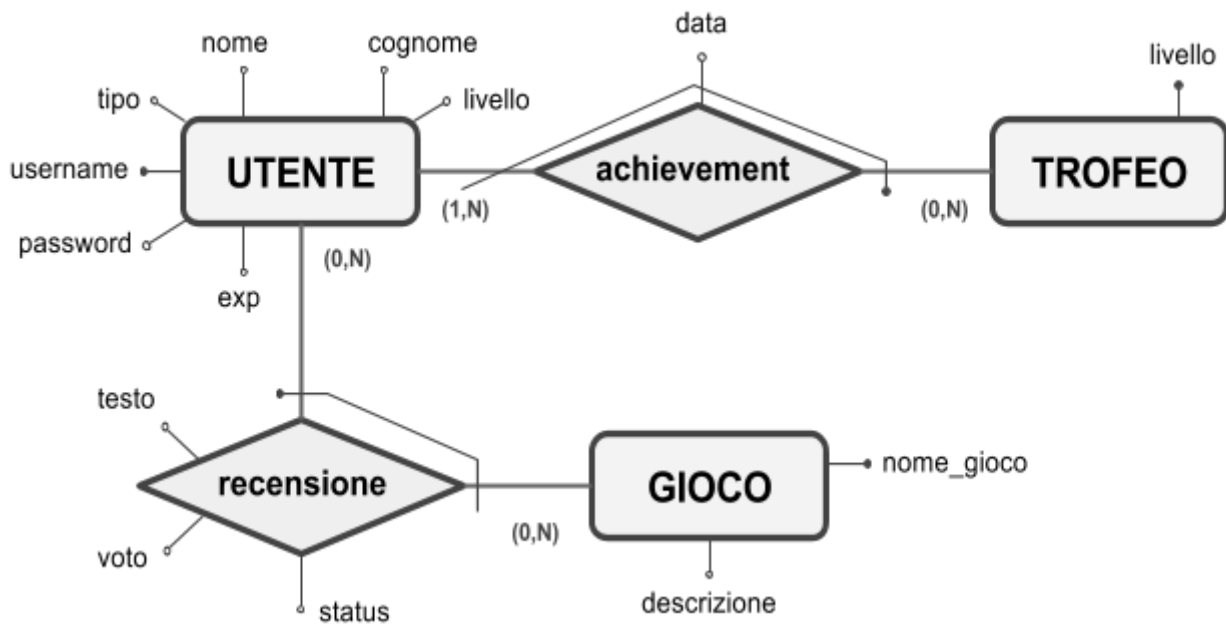 nome
cognome
data
livello
tipo
livello
username
UTENTE
achievement
TROFEO
(1,N)
(0,N)
password
(0,N)
exp
testo
recensione
GIOCO
nome_gioco
(0,N)
voto
status
descrizione